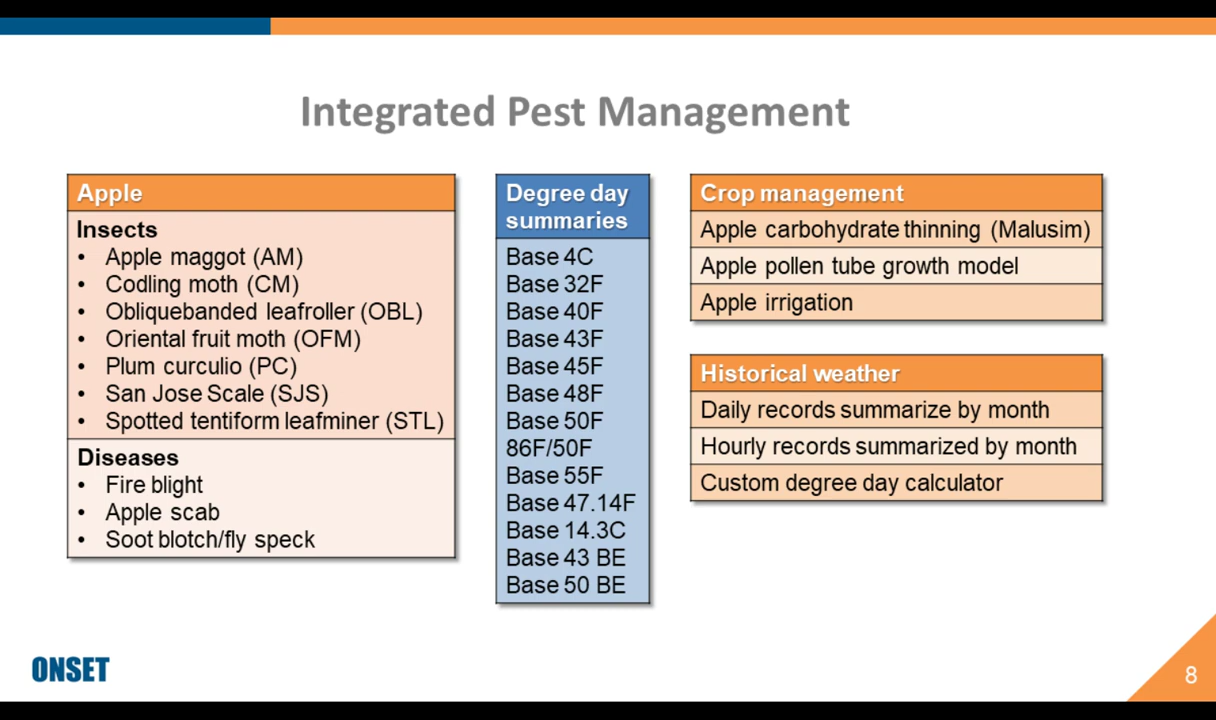 Integrated Pest Management
Apple
Insects
• Apple maggot (AM)
• Codling moth (CM)
• Obliquebanded leafroller (OBL)
• Oriental fruit moth (OFM)
• Plum curculio (PC)
• San Jose Scale (SJS)
• Spotted tentiform leafminer (STL)
Diseases
• Fire blight
• Apple scab
• Soot blotch/fly speck
Degree day
summaries
Base 4C
Base 32F
Base 40F
Base 43F
Base 45F
Base 48F
Base 50F
86F/50F
Base 55F
Base 47.14F
Base 14.3C
Base 43 BE
Base 50 BE
Crop management
Apple carbohydrate thinning (Malusim)
Apple pollen tube growth model
Apple irrigation
Historical weather
Daily records summarize by month
Hourly records summarized by month
Custom degree day calculator
ONSET
8